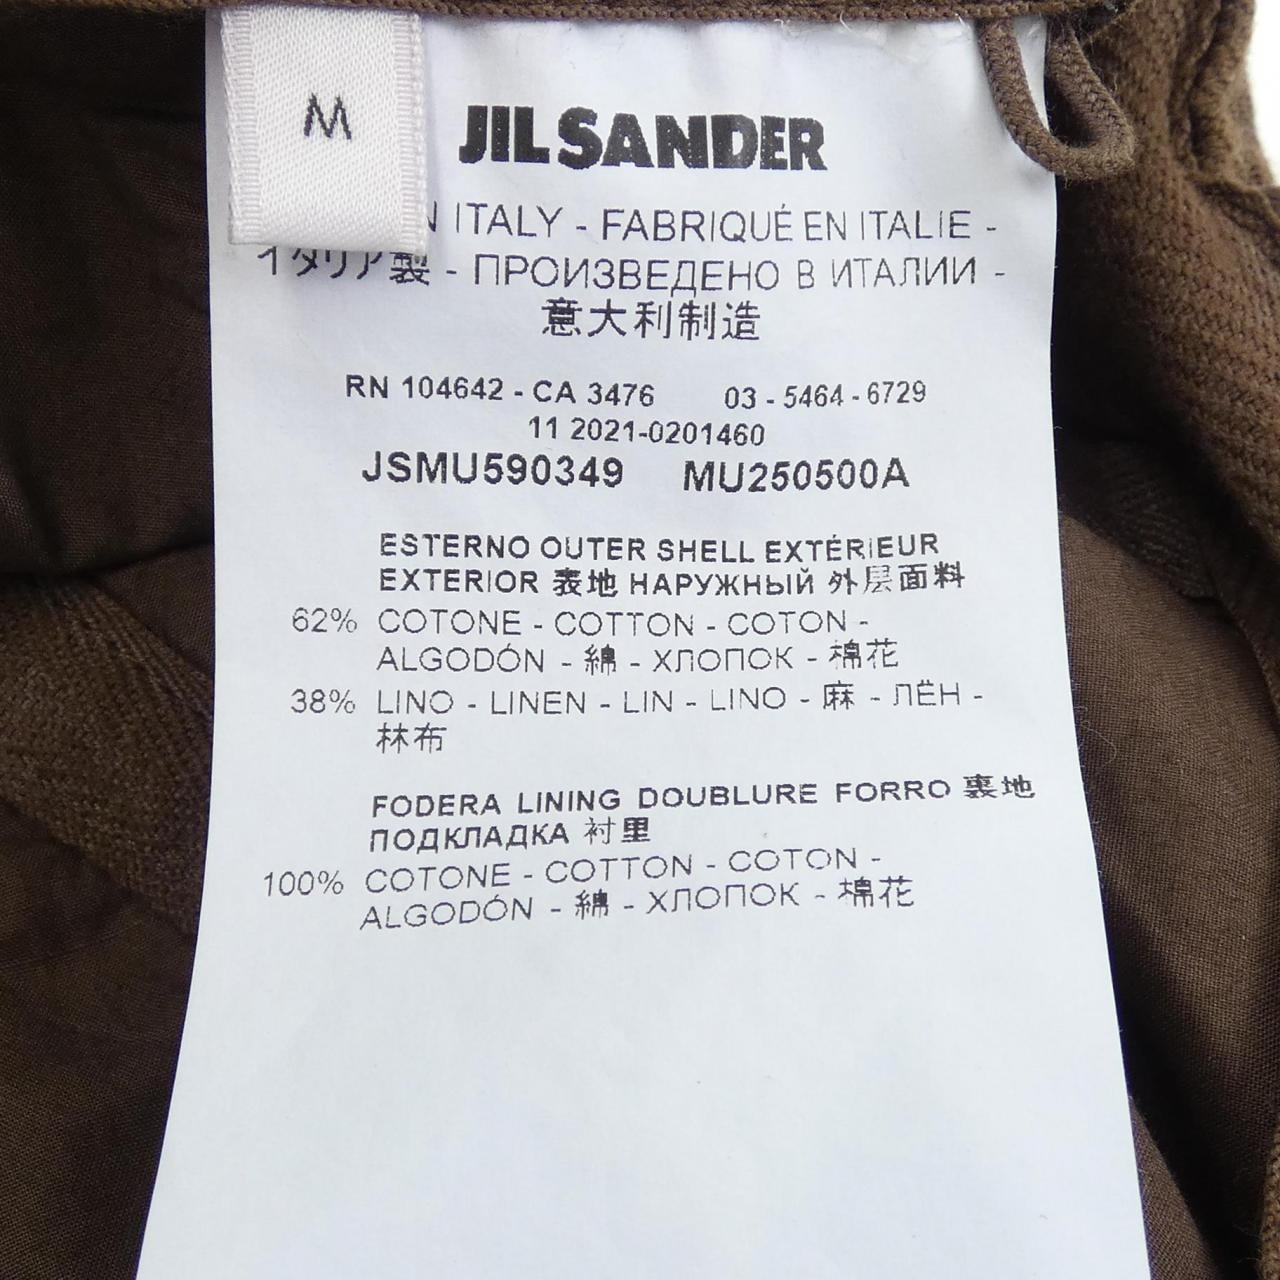 M
JIL SANDER
ITALY - FABRIQUÉ EN ITALIE -
イタリア製 - ПРОИЗВЕДЕНО В ИТАЛИИ -
意大利制造
RN 104642 - CA 3476 03 - 5464 - 6729
11 2021-0201460
JSMU590349 MU250500A
ESTERNO OUTER SHELL EXTÉRIEUR
EXTERIOR 表地 НАРУЖНЫЙ 外层面料
62% COTONE - COTTON - COTON -
ALGODÓN - 綿 - ХЛОПОК - 棉花
38% LINO - LINEN - LIN - LINO - 麻 - ЛЁН -
林布
FODERA LINING DOUBLURE FORRO 裏地
ПОДКЛАДКА 衬里
100% COTONE - COTTON - COTON -
ALGODÓN - 綿 - ХЛОПОК - 棉花